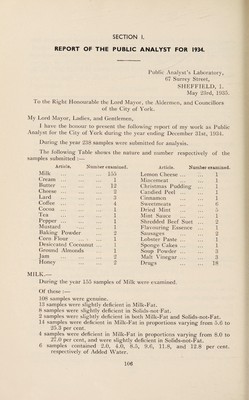 SECTION I.
REPORT OF THE PUBLIC ANALYST FOR 1934.
Public Analyst's Laboratory,
67 Surrey Street,
SHEFFIELD, 1.
May 23rd, 1935.
To the Right Honourable the Lord Mayor, the Aldermen, and Councillors
of the City of York.
My Lord Mayor, Ladies, and Gentlemen,
I have the honour to present the following report of my work as Public
Analyst for the City of York during the year ending December 31st, 1934.
During the year 238 samples were submitted for analysis.
The following Table shows the nature and number respectively of the
samples submitted :—
Article. Number examined. Article. Number examined.
Milk ... ... ... 155 Lemon Cheese ... ... 1
Cream ... ... ... 1 Mincemeat ... ... 1
Butter ... ... ... 12 Christmas Pudding ... 1
Cheese ... ... ... 2 Candied Peel ... ... 1
Lard ... ... ... 2 Cinnamon ... ... 1
Coffee ... ... ... 4 Sweetmeats ... ... 6
Cocoa ... ... ... 1 Dried Mint ... ... 5
Tea ... ... ... 1 Mint Sauce ... ... 1
Pepper ... ... ... 1 Shredded Beef Suet ... 2
Mustard ... ... 1 Flavouring Essence ... 1
Baking Powder ... 2 Sausages ... ... 2
Corn Flour ... ... 1 Lobster Paste ... ... 1
Desiccated Coconut ... 1 Sponge Cakes ... ... 1
Ground Almonds ... 2 Soup Powder ... ... 3
Jam ... ... ... 2 Malt Vinegar ... ... 3
Honey ... ... ... 2 Drugs ... ... 18
MILK.—
During the year 155 samples of Milk were examined.
Of these :—
108 samples were genuine.
12 samples were slightly deficient in Milk-Fat.
8 samples were slightly deficient in Solids-not-Fat.
3 samples were slightly deficient in both Milk-Fat and Solids-not-Fat.
14 samples were deficient in Milk-Fat in proportions varying from 5.6 to
25.3 per cent.
4 samples were deficient in Milk-Fat in proportions varying from 8.0 to
27.0 per cent, and were slightly deficient in Solids-not-Fat.
6 samples contained 2.0, 4.0, 8.5, 9.6, 11.8, and 12.8 per cent.
respectively of Added Water.
106